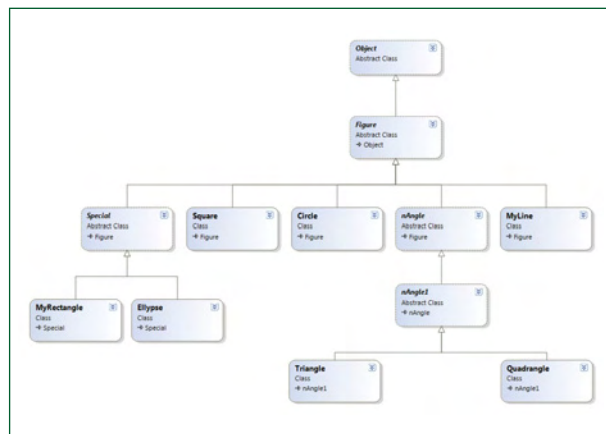 Object
Abstract Class
Figure
Abstract Class
→ Object
Special
Abstract Class
→ Figure
Square
Class
→ Figure
Circle
Class
→ Figure
nAngle
Abstract Class
→ Figure
MyLine
Class
→ Figure
MyRectangle
Class
→ Special
Ellypse
Class
→ Special
nAngle1
Abstract Class
→ nAngle
Triangle
Class
→ nAngle1
Quadrangle
Class
→ nAngle1